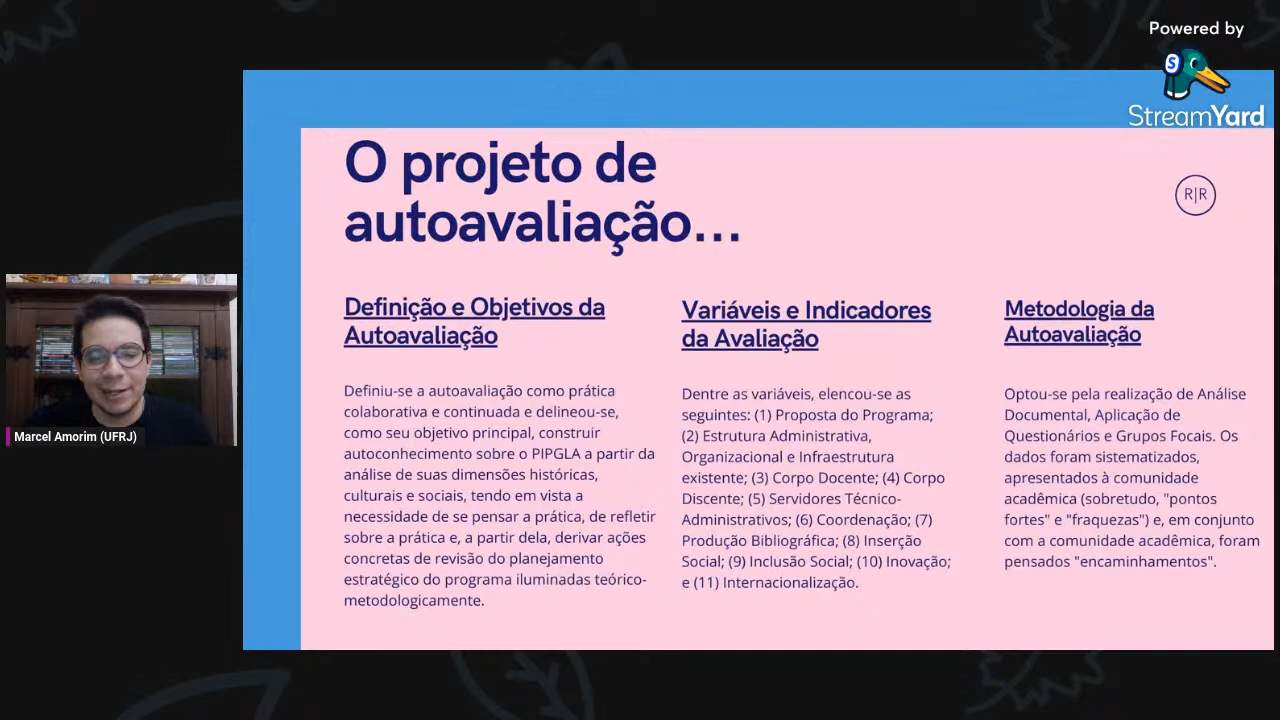 Powered by
StreamYard
O projeto de
autoavaliação...
R|R
Definição e Objetivos da
Autoavaliação
Definiu-se a autoavaliação como prática
colaborativa e continuada e delineou-se,
como seu objetivo principal, construir
autoconhecimento sobre o PIPGLA a partir da
análise de suas dimensões históricas,
culturais e sociais, tendo em vista a
necessidade de se pensar a prática, de refletir
sobre a prática e, a partir dela, derivar ações
concretas de revisão do planejamento
estratégico do programa iluminadas teórico-
metodologicamente.
Variáveis e Indicadores
da Avaliação
Dentre as variáveis, elencou-se as
seguintes: (1) Proposta do Programa;
(2) Estrutura Administrativa,
Organizacional e Infraestrutura
existente; (3) Corpo Docente; (4) Corpo
Discente; (5) Servidores Técnico-
Administrativos; (6) Coordenação; (7)
Produção Bibliográfica; (8) Inserção
Social; (9) Inclusão Social; (10) Inovação;
e (11) Internacionalização.
Metodologia da
Autoavaliação
Optou-se pela realização de Análise
Documental, Aplicação de
Questionários e Grupos Focais. Os
dados foram sistematizados,
apresentados à comunidade
acadêmica (sobretudo, "pontos
fortes" e "fraquezas") e, em conjunto
com a comunidade acadêmica, foram
pensados "encaminhamentos".
Marcel Amorim (UFRJ)